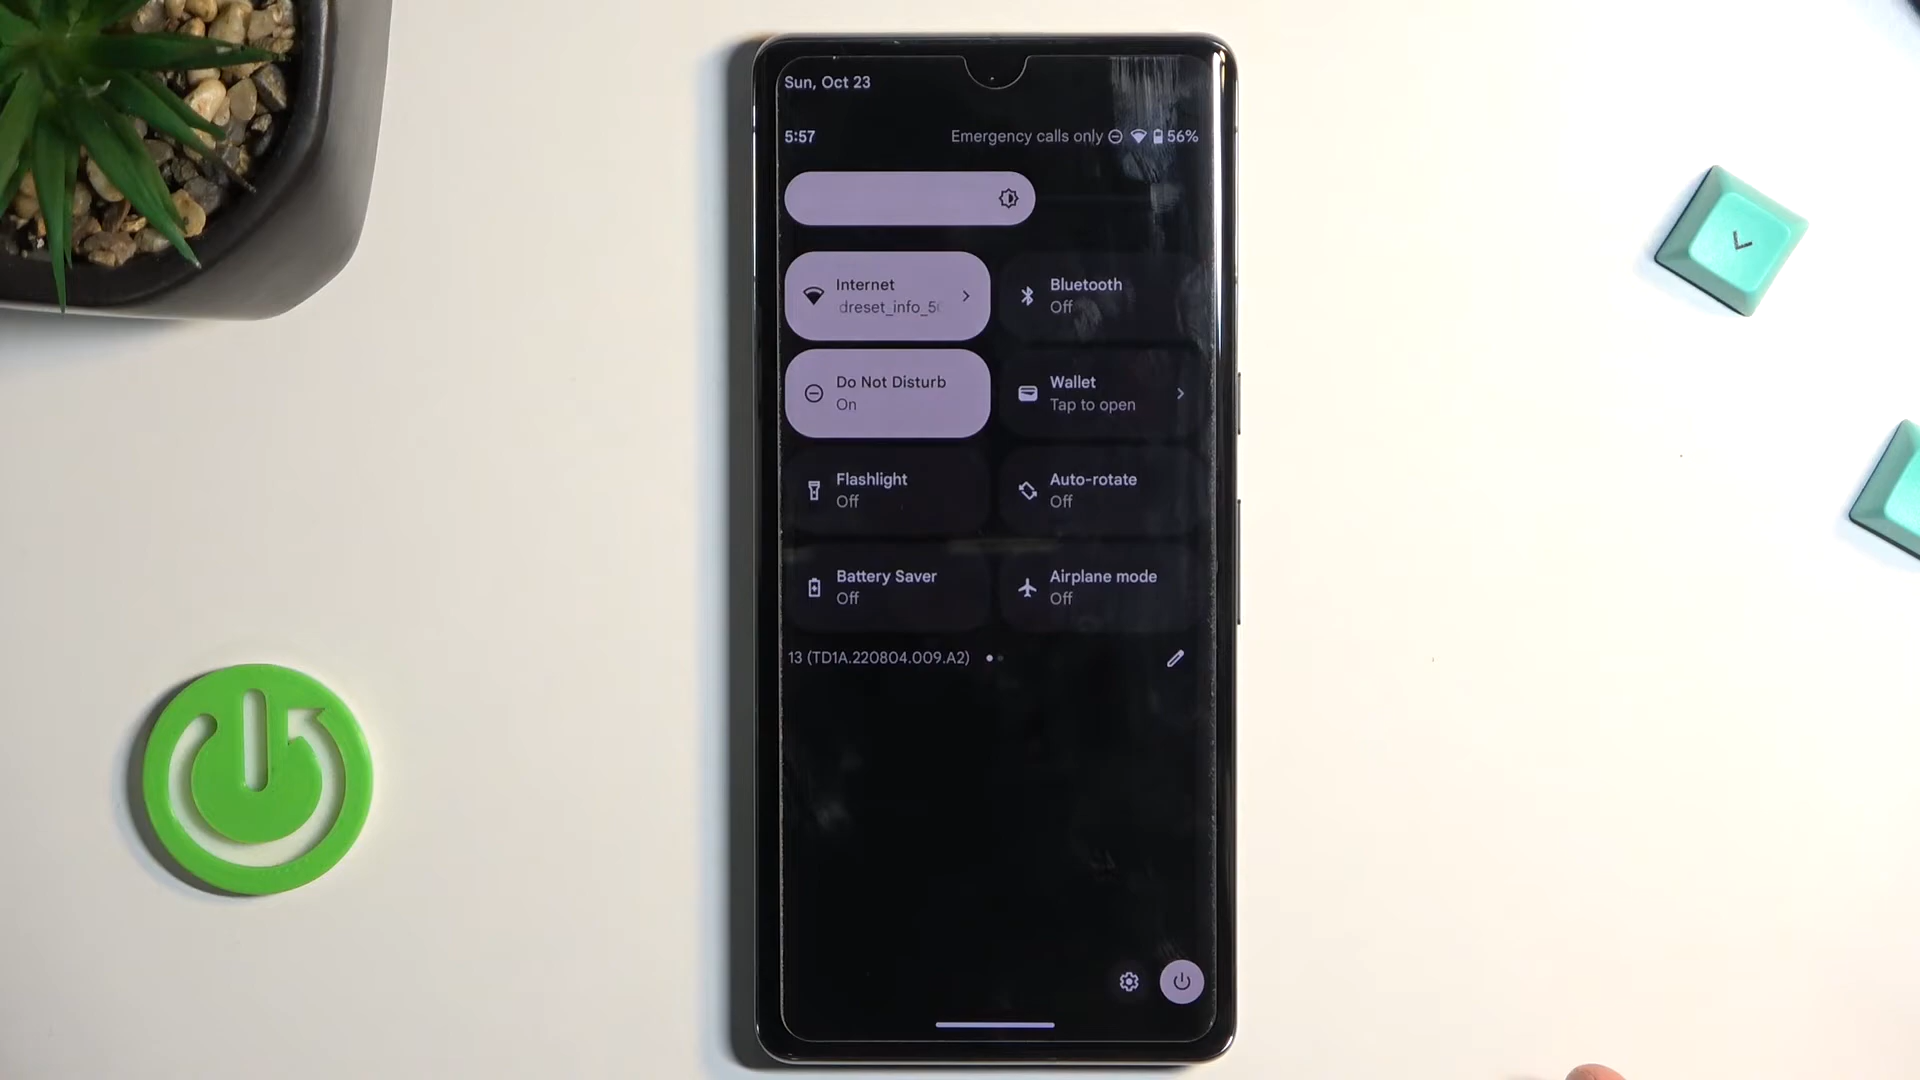 Sun, Oct 23
5:57 Emergency calls only 56%
Internet
dreset_info_5
Bluetooth
Off
Do Not Disturb
On
Wallet
Tap to open
Flashlight
Off
Auto-rotate
Off
Battery Saver
Off
Airplane mode
Off
13 (TD1A.220804.009.A2)